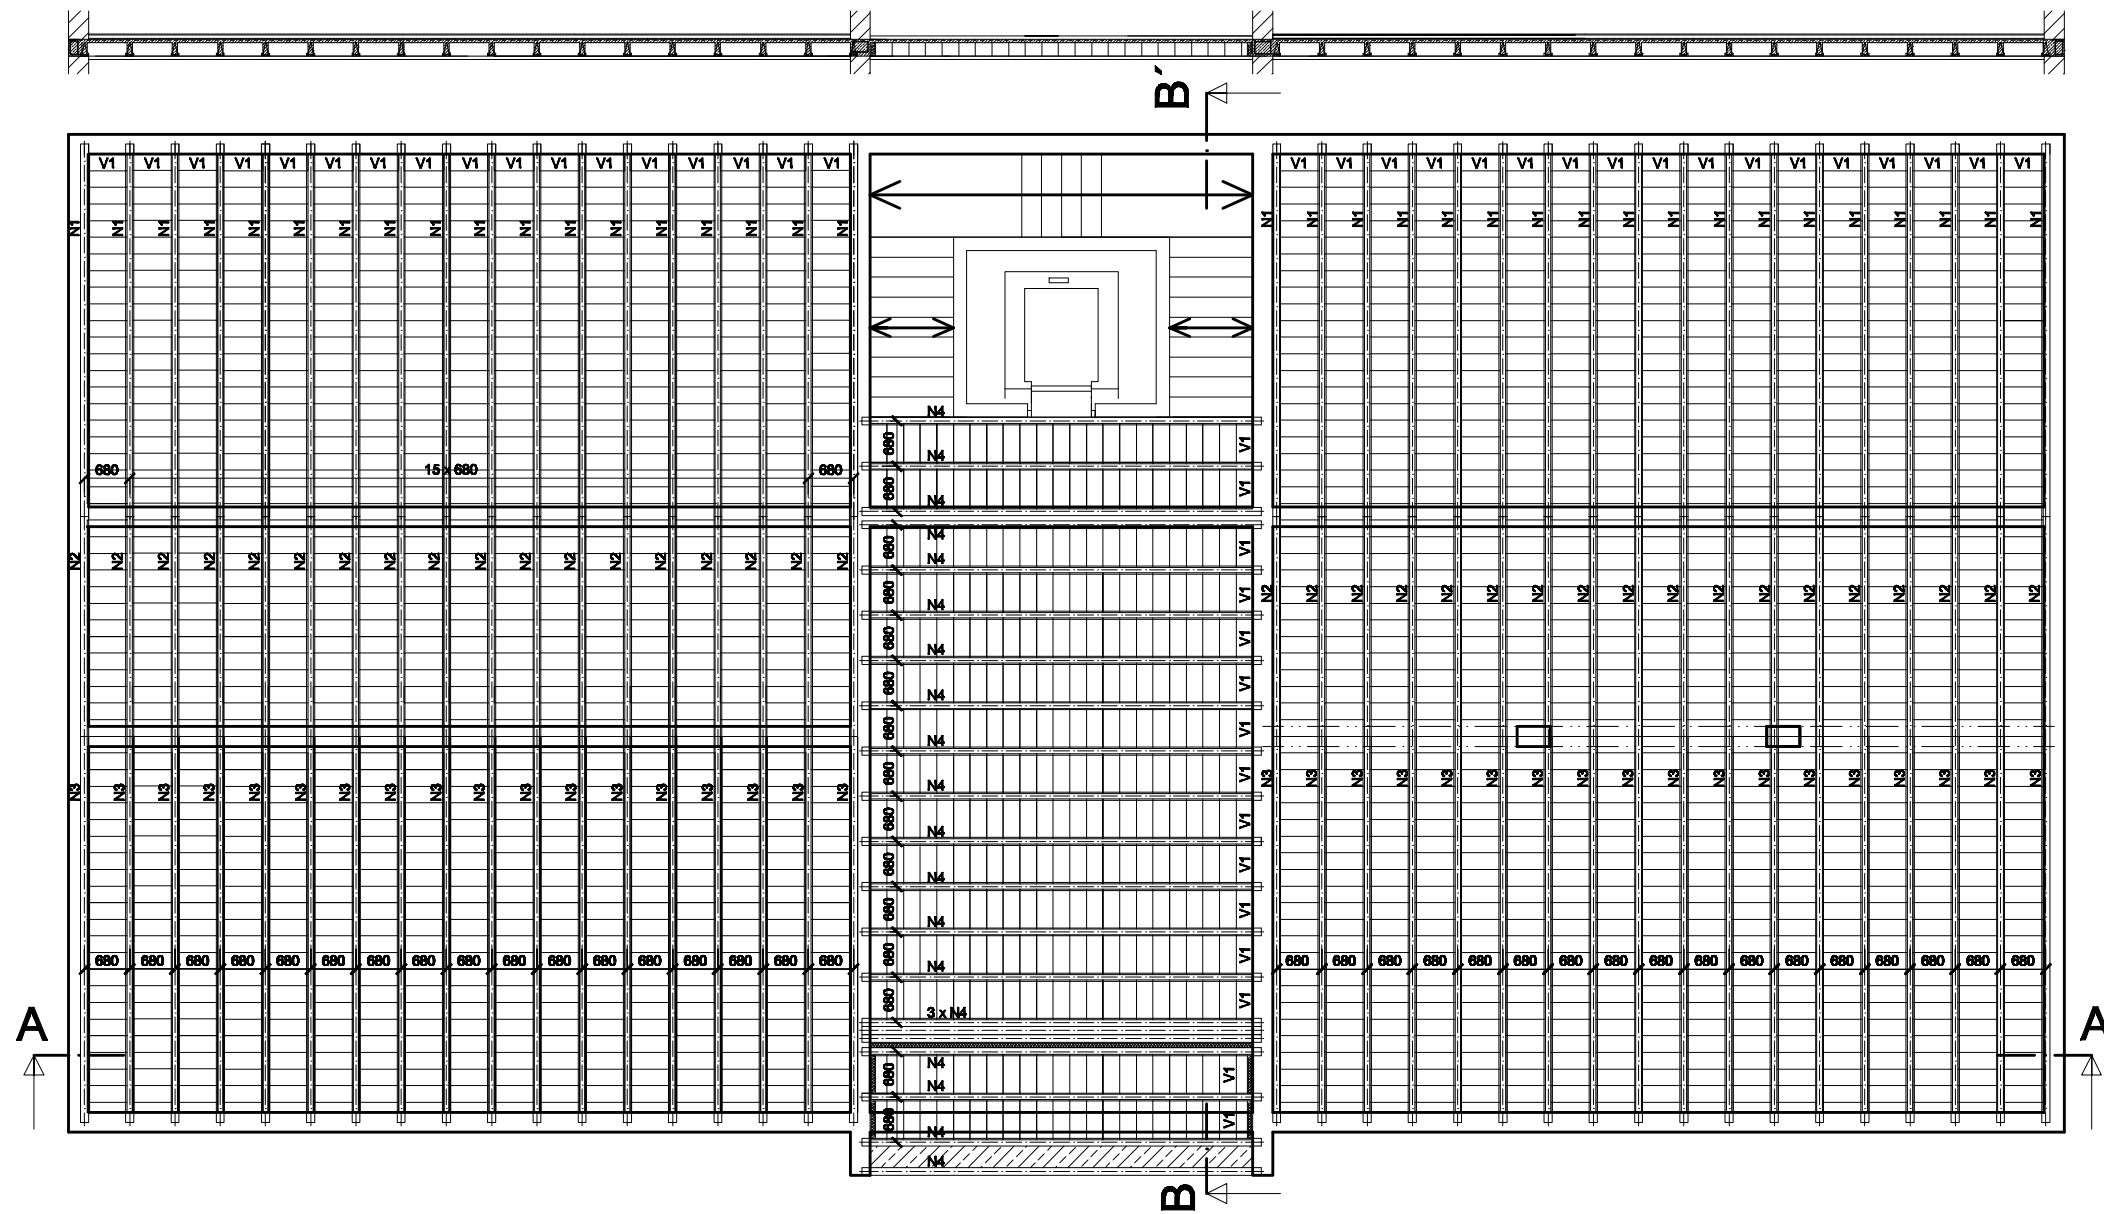 B´
V1 V1 V1 V1 V1 V1 V1 V1 V1 V1 V1 V1 V1 V1 V1 V1 V1
V1 V1 V1 V1 V1 V1 V1 V1 V1 V1 V1 V1 V1 V1 V1 V1 V1
N1 N1 N1 N1 N1 N1 N1 N1 N1 N1 N1 N1 N1 N1 N1 N1 N1 N1
N1 N1 N1 N1 N1 N1 N1 N1 N1 N1 N1 N1 N1 N1 N1 N1 N1 N1
N4
680 V1
N4
680 15 x 680 680
680 V1
N4
N4
680 V1
N4
N2 N2 N2 N2 N2 N2 N2 N2 N2 N2 N2 N2 N2 N2 N2 N2 N2 N2
N2 N2 N2 N2 N2 N2 N2 N2 N2 N2 N2 N2 N2 N2 N2 N2 N2 N2
680 V1
N4
680 V1
N4
680 V1
N4
680 V1
N4
680 V1
N4
N3 N3 N3 N3 N3 N3 N3 N3 N3 N3 N3 N3 N3 N3 N3 N3 N3 N3
N3 N3 N3 N3 N3 N3 N3 N3 N3 N3 N3 N3 N3 N3 N3 N3 N3 N3
680 V1
N4
680 V1
N4
680 V1
N4
680 V1
N4
680 680 680 680 680 680 680 680 680 680 680 680 680 680 680 680 680
680 680 680 680 680 680 680 680 680 680 680 680 680 680 680 680 680
680 V1
3 x N4
A
A
N4
680 V1
N4
680 V1
N4
N4
B